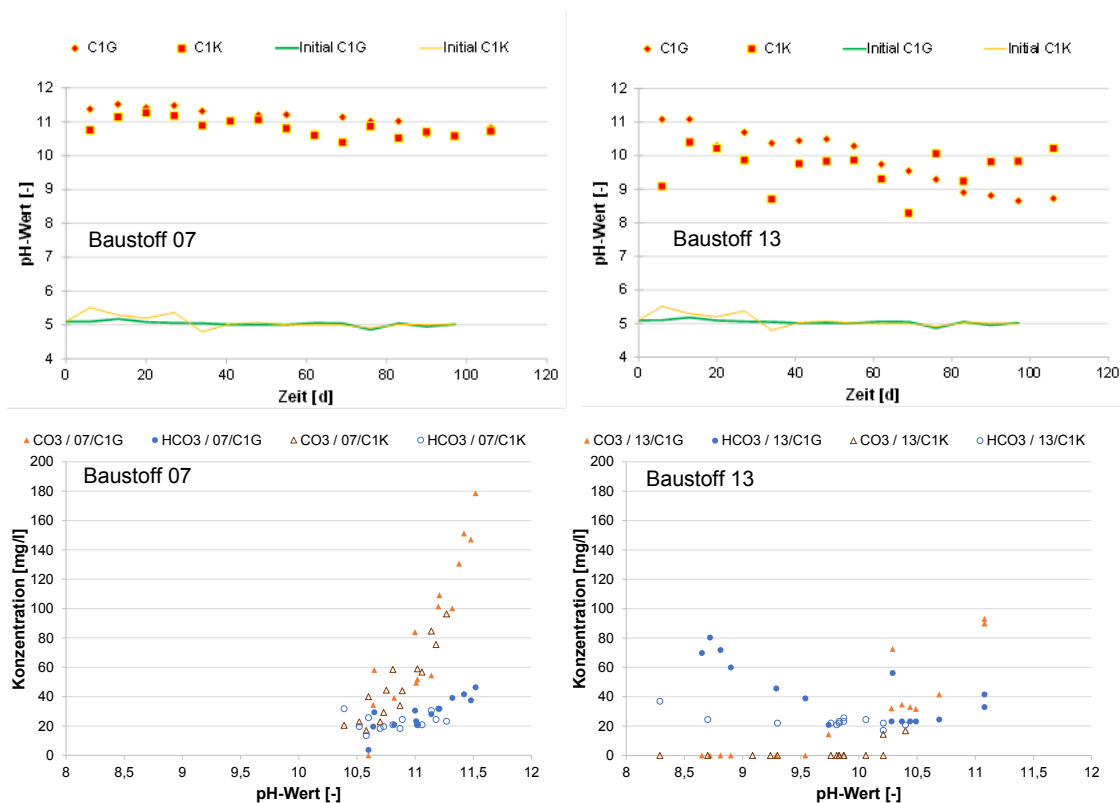 C1G C1K Initial C1G Initial C1K
12
11
10
9
8
7
6
5
4
pH-Wert [-]
Baustoff 07
0 20 40 60 80 100 120
Zeit [d]
C1G C1K Initial C1G Initial C1K
12
11
10
9
8
7
6
5
4
pH-Wert [-]
Baustoff 13
0 20 40 60 80 100 120
Zeit [d]
CO3 / 07/C1G HCO3 / 07/C1G CO3 / 07/C1K HCO3 / 07/C1K
200
180
160
140
120
100
80
60
40
20
0
Konzentration [mg/l]
Baustoff 07
8 8,5 9 9,5 10 10,5 11 11,5 12
pH-Wert [-]
CO3 / 13/C1G HCO3 / 13/C1G CO3 / 13/C1K HCO3 / 13/C1K
200
180
160
140
120
100
80
60
40
20
0
Konzentration [mg/l]
Baustoff 13
8 8,5 9 9,5 10 10,5 11 11,5 12
pH-Wert [-]